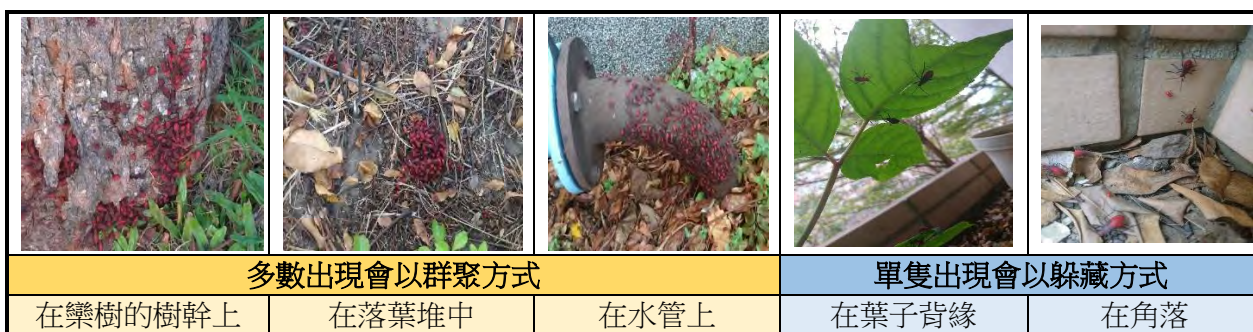 多數出現會以群聚方式
單隻出現會以躲藏方式
在欒樹的樹幹上
在落葉堆中
在水管上
在葉子背緣
在角落